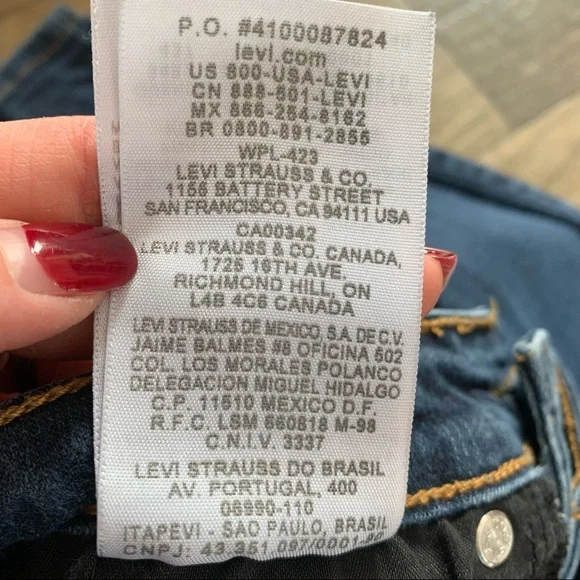 P.O. #4100087824
levi.com
US 800-USA-LEVI
CN 888-501-LEVI
MX 866-264-8162
BR 0800-891-2855
WPL-423
LEVI STRAUSS & CO.
1155 BATTERY STREET
SAN FRANCISCO, CA 94111 USA
CA00342
LEVI STRAUSS & CO. CANADA,
1725 16TH AVE.
RICHMOND HILL, ON
L4B 4C6 CANADA
LEVI STRAUSS DE MEXICO, S.A. DE C.V.
JAIME BALMES #8 OFICINA 602
COL. LOS MORALES POLANCO
DELEGACION MIGUEL HIDALGO
C.P. 11510 MEXICO D.F.
R.F.C. LSM 660818 M-98
C.N.I.V. 3337
LEVI STRAUSS DO BRASIL
AV. PORTUGAL, 400
06690-110
ITAPEVI - SAO PAULO, BRASIL
CNPJ: